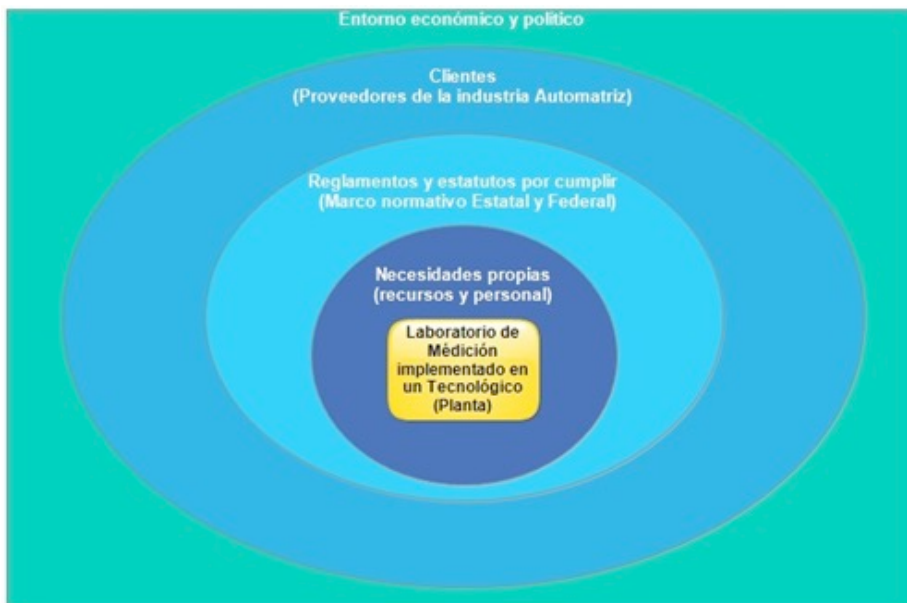 Entorno económico y político
Clientes
(Proveedores de la industria Automatriz)
Reglamentos y estatutos por cumplir
(Marco normativo Estatal y Federal)
Necesidades propias
(recursos y personal)
Laboratorio de
Médición
implementado en
un Tecnológico
(Planta)